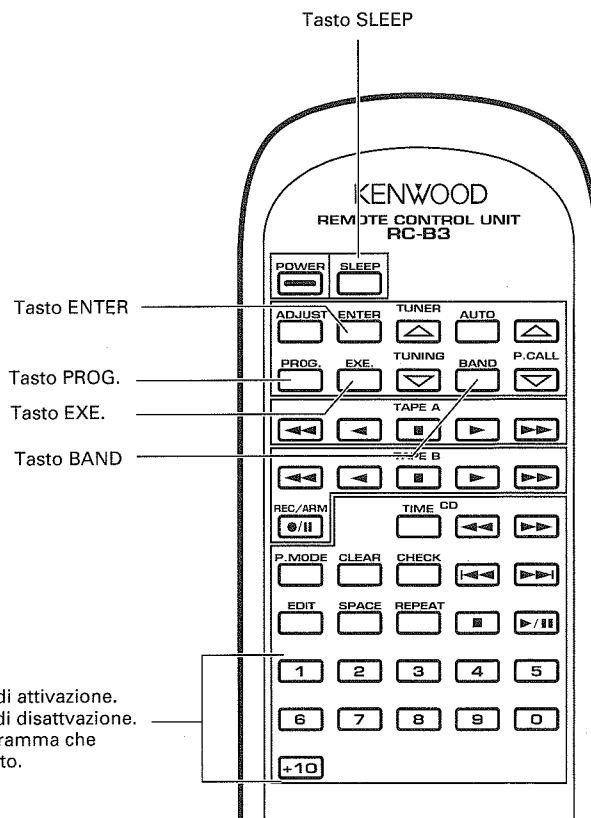 Tasto SLEEP
KENWOOD
REMOTE CONTROL UNIT
RC-B3
POWER SLEEP
Tasto ENTER
ADJUST ENTER TUNER AUTO
Tasto PROG.
PROG. EXE. TUNING BAND P.CALL
Tasto EXE.
TAPE A
Tasto BAND
TAPE B
REC/ARM TIME CD
P.MODE CLEAR CHECK
EDIT SPACE REPEAT
1 2 3 4 5
di attivazione.
di disattvazione.
ramma che
to.
6 7 8 9 0
+10